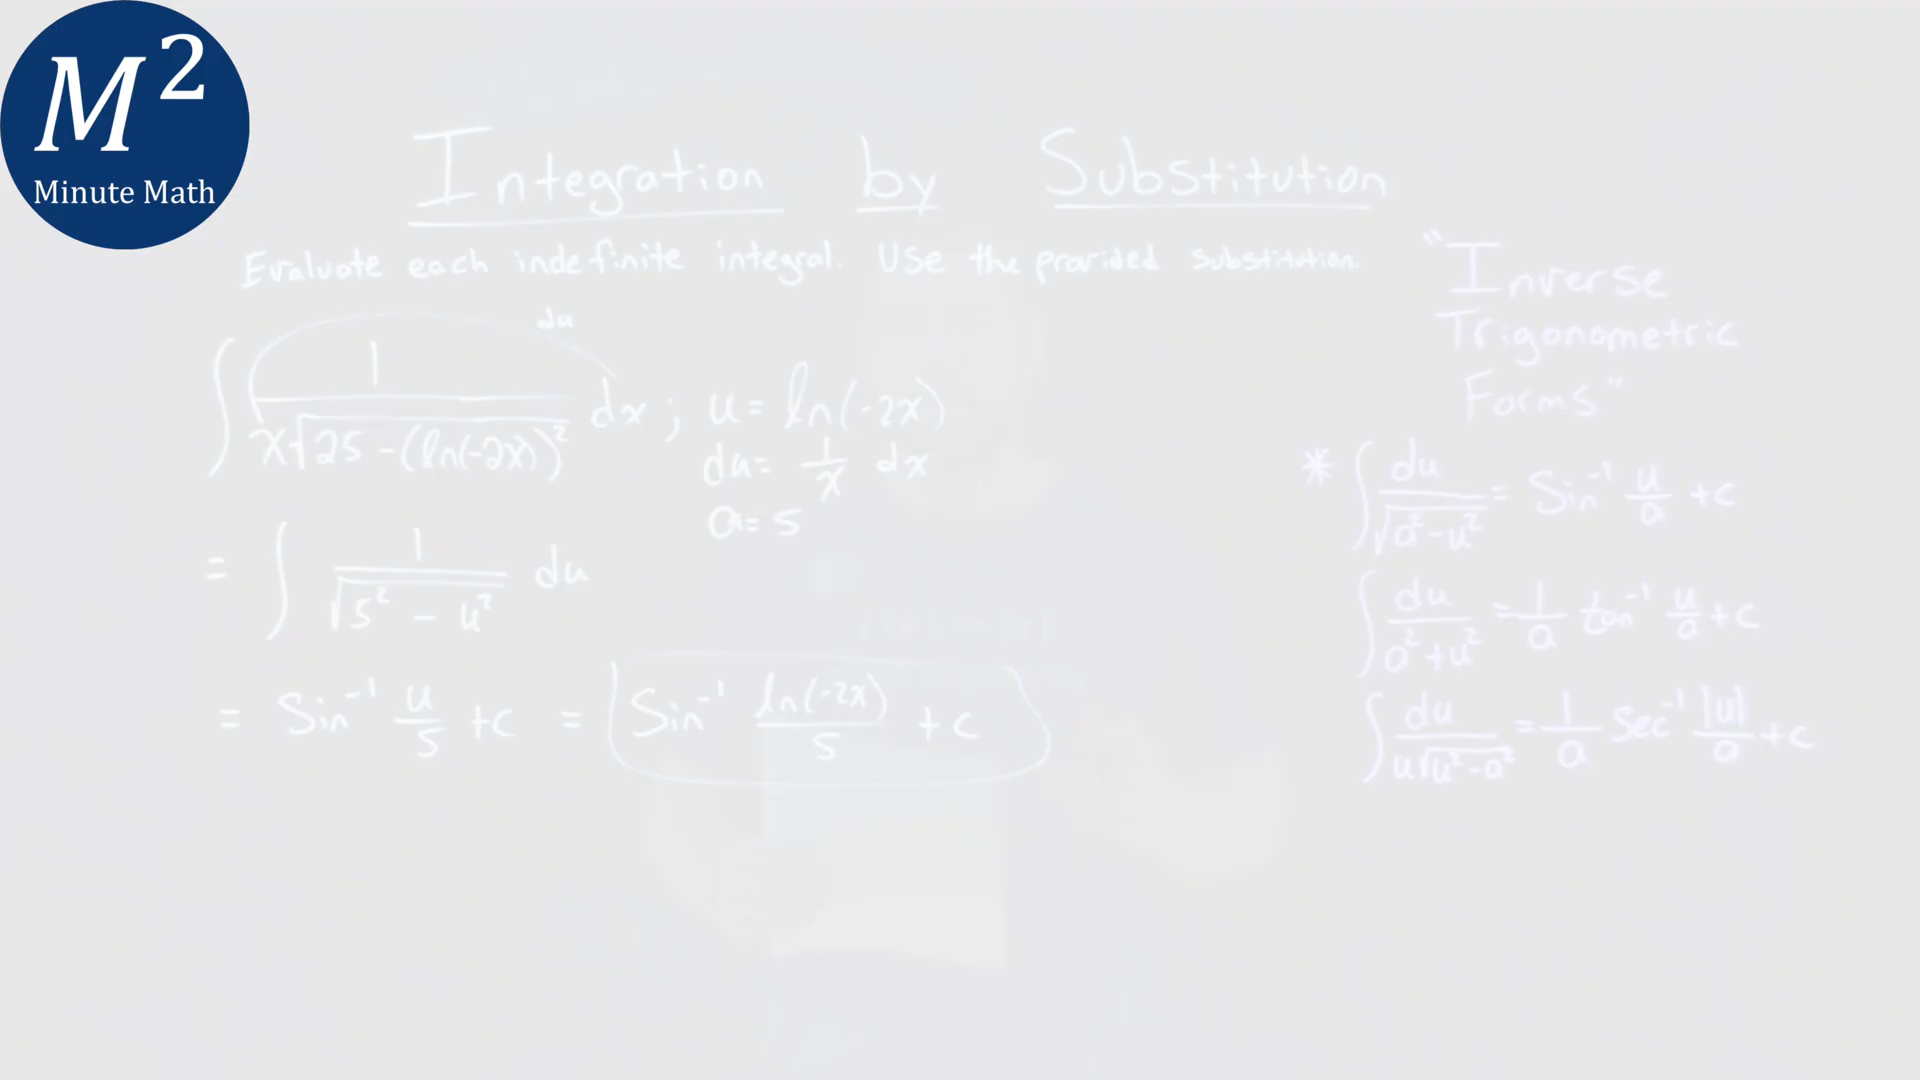 M²
Minute Math
Integration by Substitution
Evaluate each indefinite integral. Use the provided substitution.
∫ 1/(x√(25 - (ln(-2x))²)) dx ; u = ln(-2x)
du
du = 1/x dx
a = 5
= ∫ 1/√(5² - u²) du
= Sin⁻¹ u/5 + c = Sin⁻¹ ln(-2x)/5 + c
"Inverse
Trigonometric
Forms"
* ∫ du/√(a² - u²) = Sin⁻¹ u/a + c
∫ du/(a² + u²) = 1/a tan⁻¹ u/a + c
∫ du/(u√(u² - a²)) = 1/a Sec⁻¹ |u|/a + c